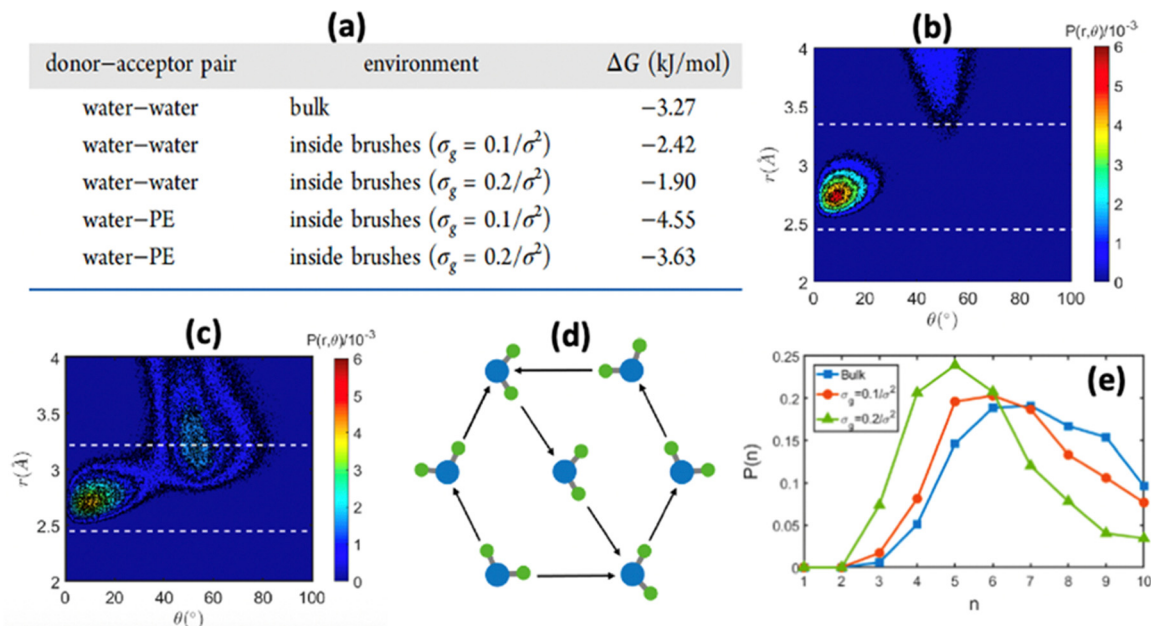 (a)
donor–acceptor pair environment ΔG (kJ/mol)
water–water bulk −3.27
water–water inside brushes (σg = 0.1/σ²) −2.42
water–water inside brushes (σg = 0.2/σ²) −1.90
water–PE inside brushes (σg = 0.1/σ²) −4.55
water–PE inside brushes (σg = 0.2/σ²) −3.63
(b)
P(r,θ)/10⁻³
4
3.5
3
2.5
2
r(Å)
0 20 40 60 80 100
θ(°)
6
5
4
3
2
1
0
(c)
P(r,θ)/10⁻³
4
3.5
3
2.5
2
r(Å)
0 20 40 60 80 100
θ(°)
6
5
4
3
2
1
0
(d)
(e)
0.25
0.20
0.15
0.10
0.05
0
P(n)
Bulk
σg=0.1/σ²
σg=0.2/σ²
1 2 3 4 5 6 7 8 9 10
n